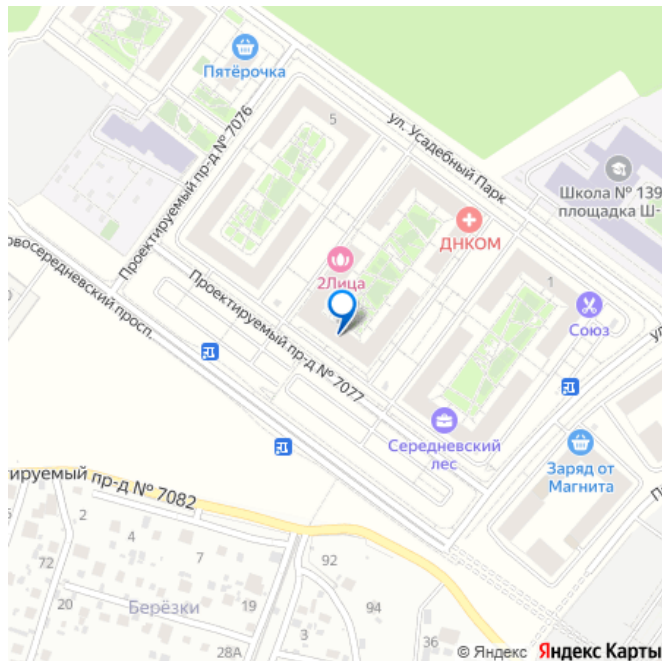 Пятёрочка
5
ул. Усадебный Парк
Проектируемый пр-д № 7076
Школа № 139
площадка Ш-
ДНКОМ
2Лица
1
Союз
Проектируемый пр-д № 7077
овосередневский просп.
Середневский
лес
Заряд от
Магнита
тируемый пр-д № 7082
2
4
7
72
92
20
Берёзки
19
94
3
36
28А
© Яндекс Яндекс Карты